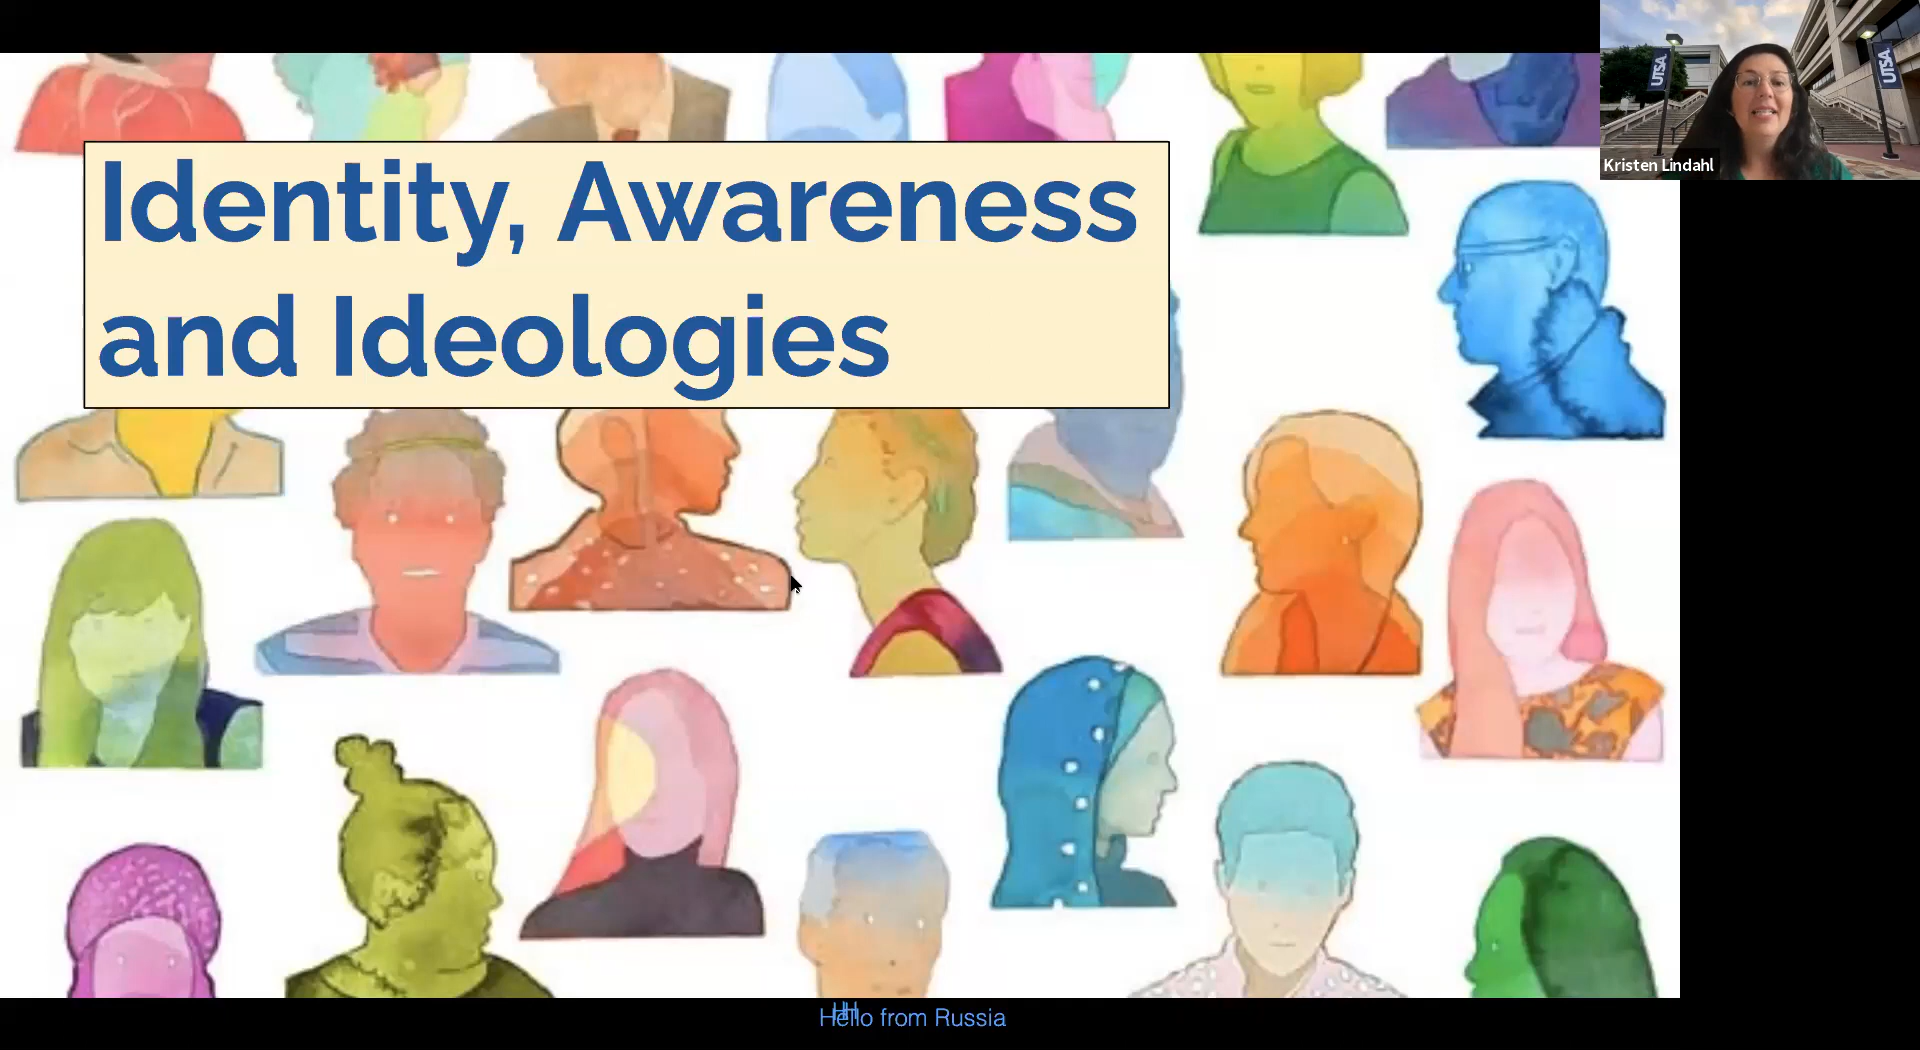 Identity, Awareness
and Ideologies
UTSA
UTSA
Kristen Lindahl
Hello from Russia